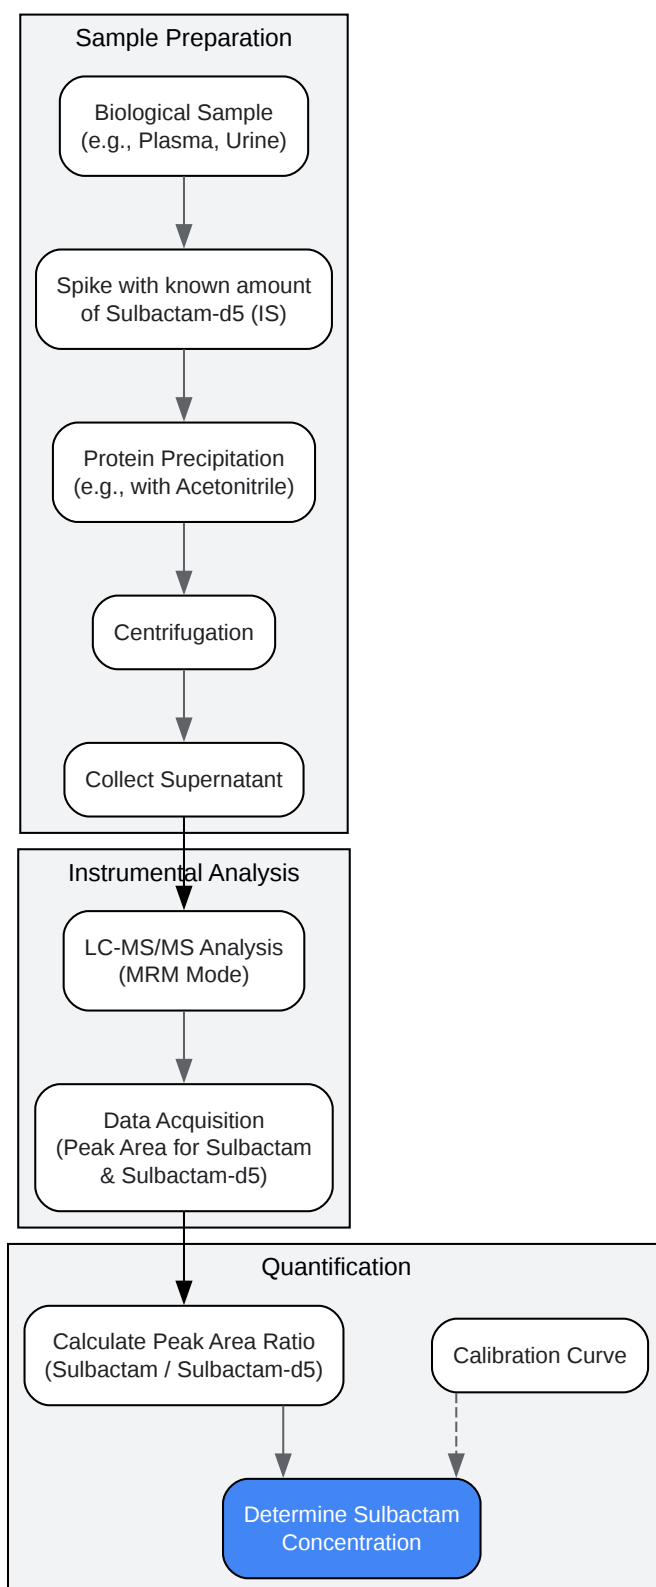 Sample Preparation
Biological Sample
(e.g., Plasma, Urine)
Spike with known amount
of Sulbactam-d5 (IS)
Protein Precipitation
(e.g., with Acetonitrile)
Centrifugation
Collect Supernatant
Instrumental Analysis
LC-MS/MS Analysis
(MRM Mode)
Data Acquisition
(Peak Area for Sulbactam
& Sulbactam-d5)
Quantification
Calculate Peak Area Ratio
(Sulbactam / Sulbactam-d5)
Calibration Curve
Determine Sulbactam
Concentration